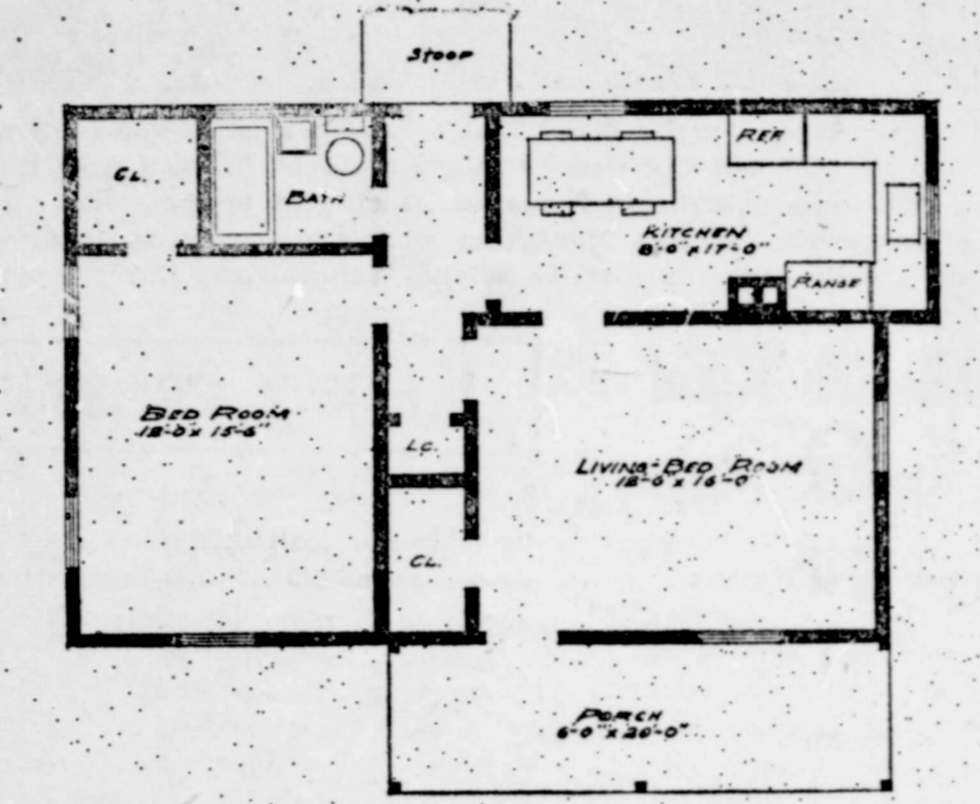 STOOP
REF.
CL.
BATH
KITCHEN
8'-0" x 17'-0"
RANGE
BED ROOM
12'-0" x 15'-6"
LC.
LIVING-BED ROOM
12'-6" x 16'-0"
CL.
PORCH
6'-0" x 20'-0"